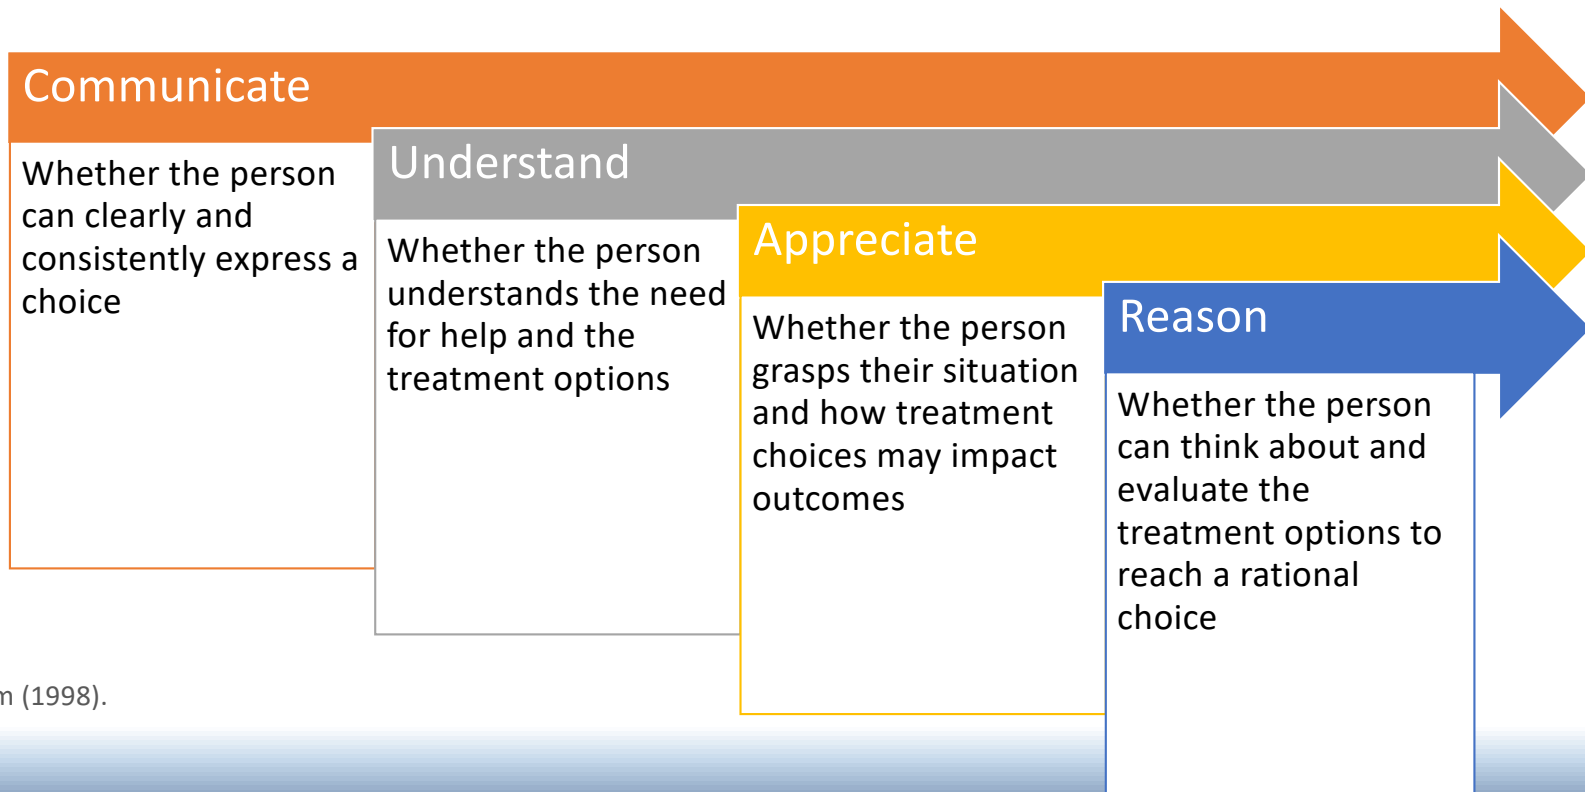 Communicate
Whether the person
can clearly and
consistently express a
choice
Understand
Whether the person
understands the need
for help and the
treatment options
Appreciate
Whether the person
grasps their situation
and how treatment
choices may impact
outcomes
Reason
Whether the person
can think about and
evaluate the
treatment options to
reach a rational
choice
(1998).